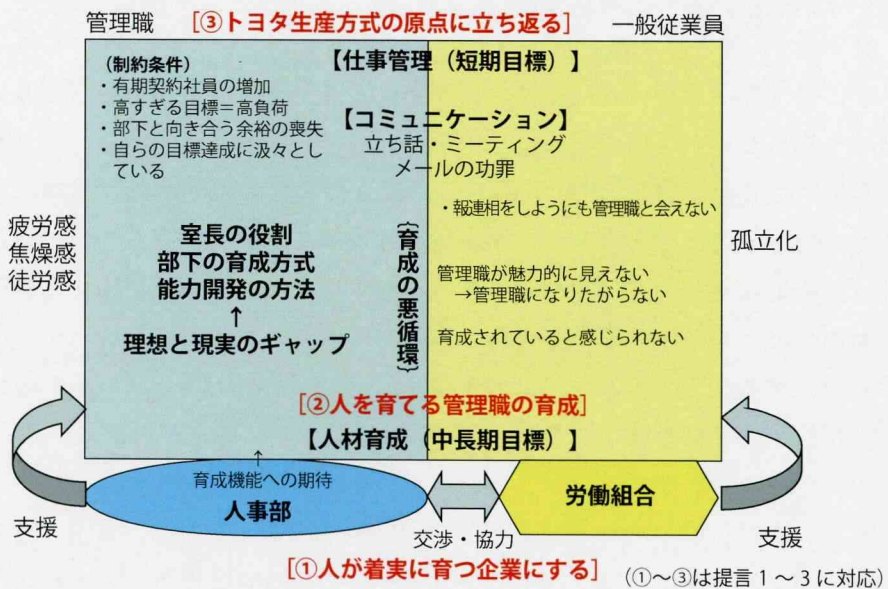 管理職
[③トヨタ生産方式の原点に立ち返る]
一般従業員
(制約条件)
・有期契約社員の増加
・高すぎる目標＝高負荷
・部下と向き合う余裕の喪失
・自らの目標達成に汲々とし
ている
【仕事管理（短期目標）】
【コミュニケーション】
立ち話・ミーティング
メールの功罪
疲労感
焦燥感
徒労感
室長の役割
部下の育成方式
能力開発の方法
↑
理想と現実のギャップ
{育成の悪循環}
・報連相をしようにも管理職と会えない
管理職が魅力的に見えない
→管理職になりたがらない
育成されていると感じられない
孤立化
[②人を育てる管理職の育成]
【人材育成（中長期目標）】
↑
育成機能への期待
人事部
労働組合
支援
交渉・協力
支援
[①人が着実に育つ企業にする]
(①～③は提言1～3に対応)